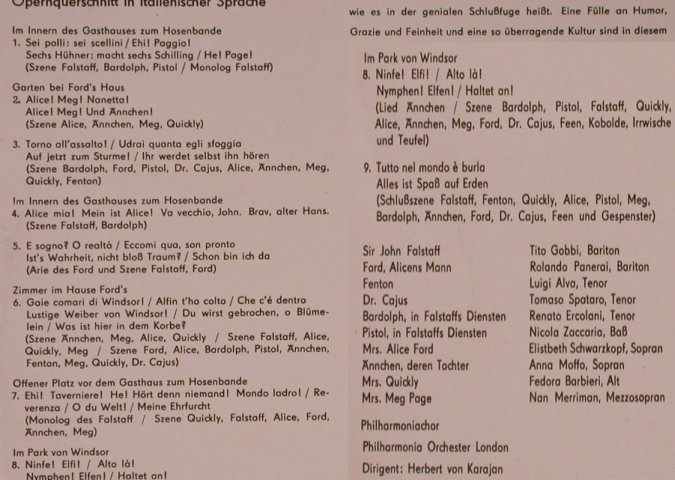 Opernquerschnitt in italienischer Sprache
Im Innern des Gasthauses zum Hosenbande
1. Sei polli: sei scellini / Ehi! Paggio!
Sechs Hühner: macht sechs Schilling / He! Page!
(Szene Falstaff, Bardolph, Pistol / Monolog Falstaff)
Garten bei Ford's Haus
2. Alice! Meg! Nanetta!
Alice! Meg! Und Ännchen!
(Szene Alice, Ännchen, Meg, Quickly)
3. Torno all'assalto! / Udrai quanta egli sfoggia
Auf jetzt zum Sturme! / Ihr werdet selbst ihn hören
(Szene Bardolph, Ford, Pistol, Dr. Cajus, Alice, Ännchen, Meg,
Quickly, Fenton)
Im Innern des Gasthauses zum Hosenbande
4. Alice mia! Mein ist Alice! Va vecchio, John. Brav, alter Hans.
(Szene Falstaff, Bardolph)
5. E sogno? O realtà / Eccomi qua, son pronto
Ist's Wahrheit, nicht bloß Traum? / Schon bin ich da
(Arie des Ford und Szene Falstaff, Ford)
Zimmer im Hause Ford's
6. Gaie comari di Windsor! / Alfin t'ho colto / Che c'é dentro
Lustige Weiber von Windsor! / Du wirst gebrochen, o Blüme-
lein / Was ist hier in dem Korbe?
(Szene Ännchen, Meg, Alice, Quickly / Szene Falstaff, Alice,
Quickly, Meg / Szene Ford, Alice, Bardolph, Pistol, Ännchen,
Fenton, Meg, Quickly, Dr. Cajus)
Offener Platz vor dem Gasthaus zum Hosenbande
7. Ehi! Taverniere! He! Hört denn niemand! Mondo ladro! / Re-
verenza / O du Welt! / Meine Ehrfurcht
(Monolog des Falstaff / Szene Quickly, Falstaff, Alice, Ford,
Ännchen, Meg)
Im Park von Windsor
8. Ninfe! Elfi! / Alto là!
Nymphen! Elfen! / Haltet an!
wie es in der genialen Schlußfuge heißt. Eine Fülle an Humor,
Grazie und Feinheit und eine so überragende Kultur sind in diesem
Im Park von Windsor
8. Ninfe! Elfi! / Alto là!
Nymphen! Elfen! / Haltet an!
(Lied Ännchen / Szene Bardolph, Pistol, Falstaff, Quickly,
Alice, Ännchen, Meg, Ford, Dr. Cajus, Feen, Kobolde, Irrwische
und Teufel)
9. Tutto nel mondo è burla
Alles ist Spaß auf Erden
(Schlußszene Falstaff, Fenton, Quickly, Alice, Pistol, Meg,
Bardolph, Ännchen, Ford, Dr. Cajus, Feen und Gespenster)
Sir John Falstaff Tito Gobbi, Bariton
Ford, Alicens Mann Rolando Panerai, Bariton
Fenton Luigi Alva, Tenor
Dr. Cajus Tomaso Spataro, Tenor
Bardolph, in Falstaffs Diensten Renato Ercolani, Tenor
Pistol, in Falstaffs Diensten Nicola Zaccaria, Baß
Mrs. Alice Ford Elistbeth Schwarzkopf, Sopran
Ännchen, deren Tochter Anna Moffo, Sopran
Mrs. Quickly Fedora Barbieri, Alt
Mrs. Meg Page Nan Merriman, Mezzosopran
Philharmoniachor
Philharmonia Orchester London
Dirigent: Herbert von Karajan